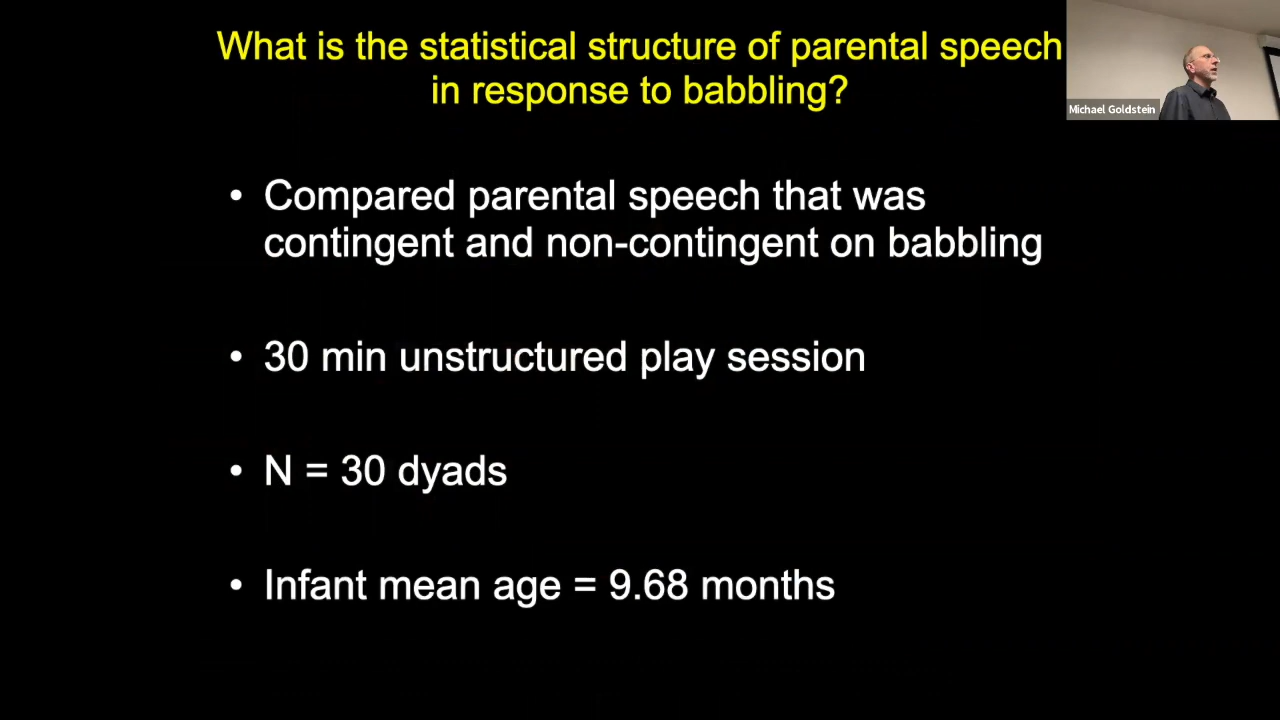 What is the statistical structure of parental speech
in response to babbling?
Michael Goldstein
• Compared parental speech that was
contingent and non-contingent on babbling
• 30 min unstructured play session
• N = 30 dyads
• Infant mean age = 9.68 months